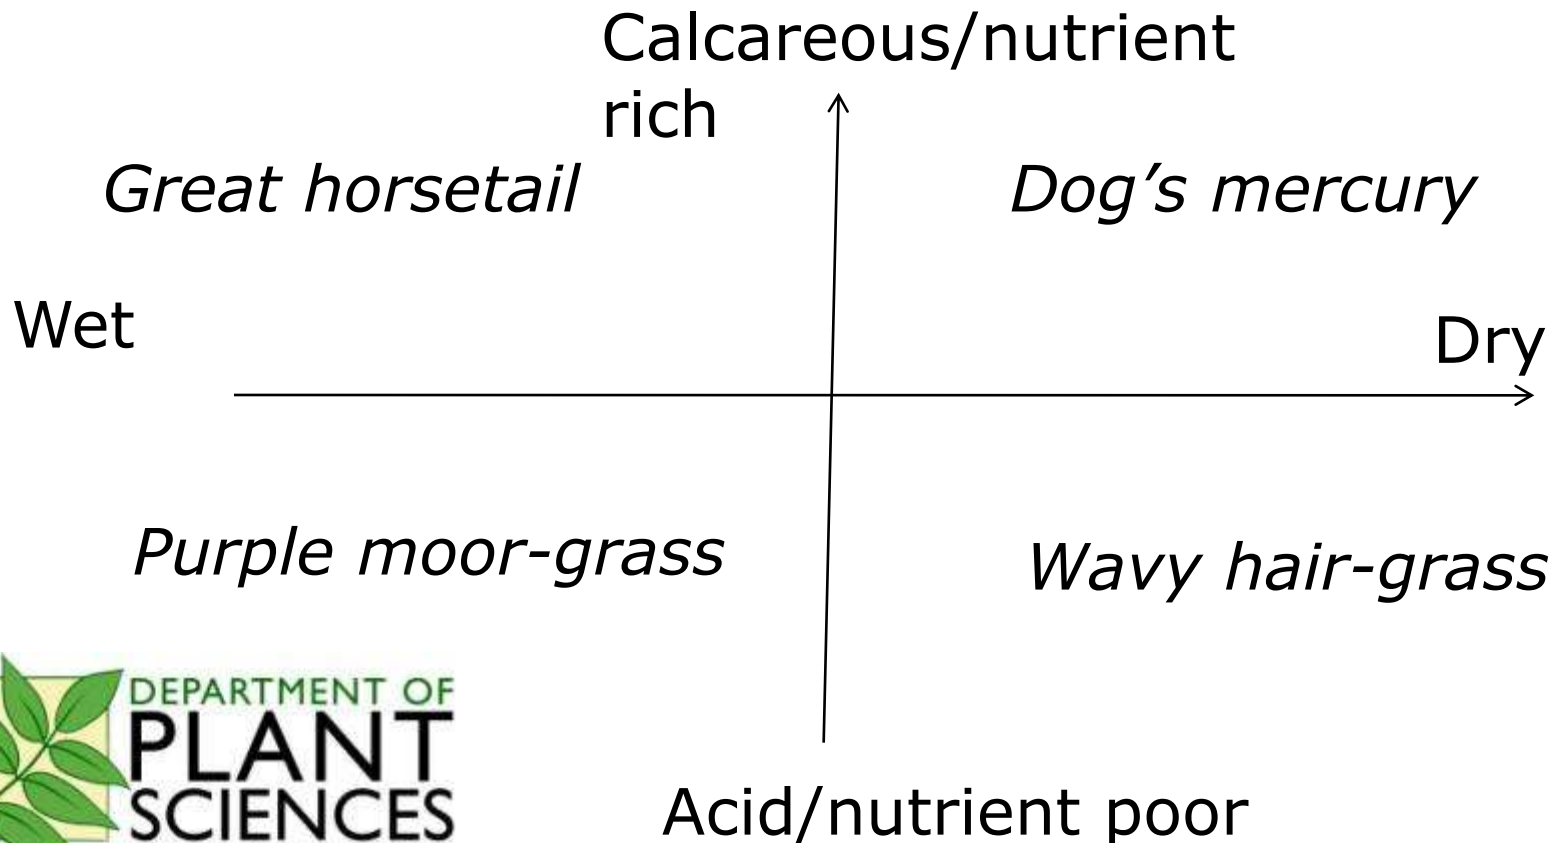 Calcareous/nutrient
rich
Great horsetail
Dog’s mercury
Wet
Dry
Purple moor-grass
Wavy hair-grass
DEPARTMENT OF
PLANT
SCIENCES
Acid/nutrient poor